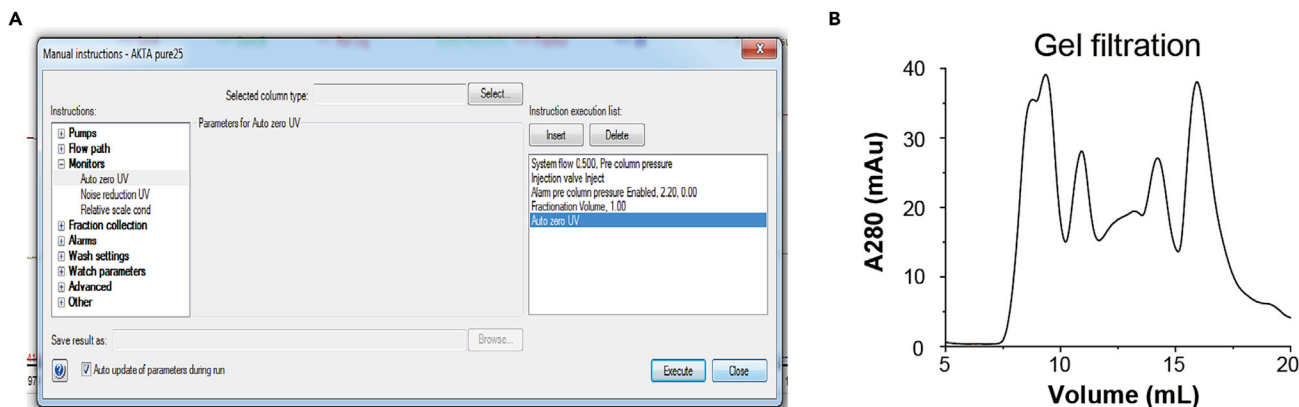 A
Manual instructions - AKTA pure25
X
Selected column type:
Select...
Instructions:
Pumps
Flow path
Monitors
Auto zero UV
Noise reduction UV
Relative scale cond
Fraction collection
Alarms
Wash settings
Watch parameters
Advanced
Other
Parameters for Auto zero UV
Instruction execution list:
Insert
Delete
System flow 0.500, Pre column pressure
Injection valve Inject
Alarm pre column pressure Enabled, 2.20, 0.00
Fractionation Volume, 1.00
Auto zero UV
Save result as:
Browse...
?
Auto update of parameters during run
Execute
Close
B
Gel filtration
A280 (mAu)
40
30
20
10
0
5
10
15
20
Volume (mL)